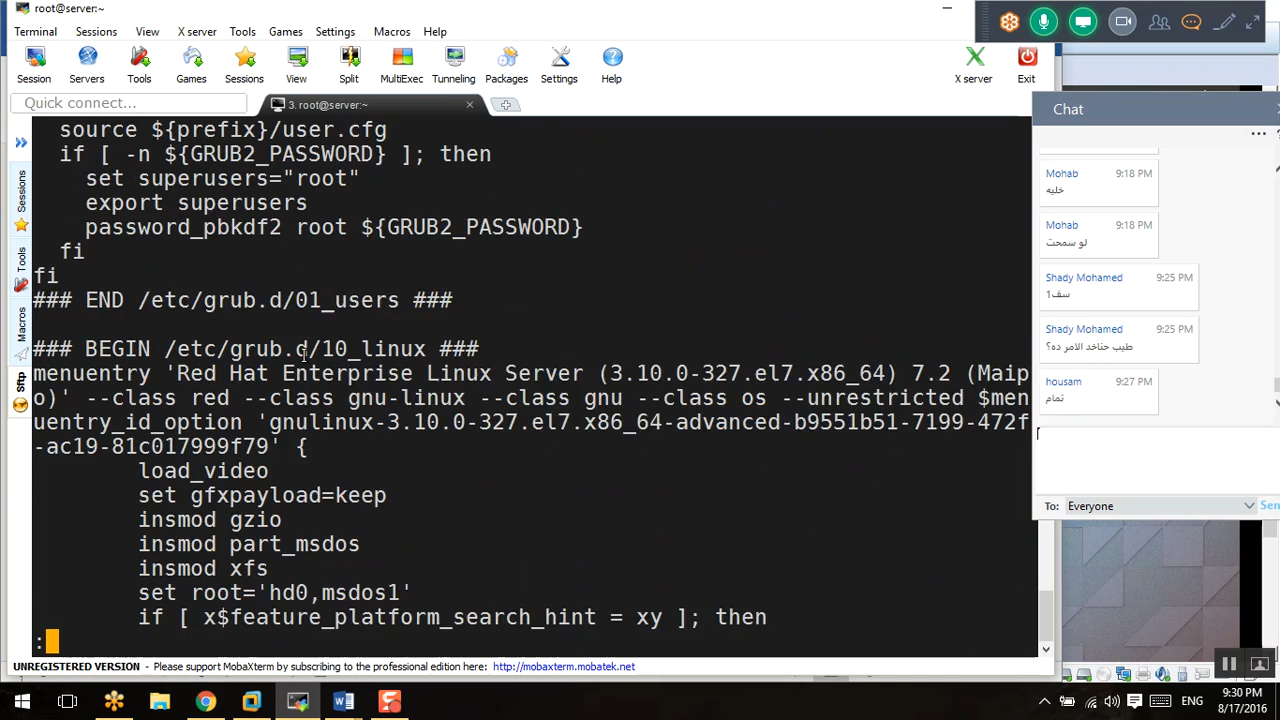 root@server:~
Terminal Sessions View X server Tools Games Settings Macros Help
Session Servers Tools Games Sessions View Split MultiExec Tunneling Packages Settings Help X server Exit
Quick connect...
3. root@server:~
Sessions
Tools
Macros
Sftp
source ${prefix}/user.cfg
if [ -n ${GRUB2_PASSWORD} ]; then
set superusers="root"
export superusers
password_pbkdf2 root ${GRUB2_PASSWORD}
fi
fi
### END /etc/grub.d/01_users ###
### BEGIN /etc/grub.d/10_linux ###
menuentry 'Red Hat Enterprise Linux Server (3.10.0-327.el7.x86_64) 7.2 (Maip
o)' --class red --class gnu-linux --class gnu --class os --unrestricted $men
uentry_id_option 'gnulinux-3.10.0-327.el7.x86_64-advanced-b9551b51-7199-472f
-ac19-81c017999f79' {
load_video
set gfxpayload=keep
insmod gzio
insmod part_msdos
insmod xfs
set root='hd0,msdos1'
if [ x$feature_platform_search_hint = xy ]; then
:
UNREGISTERED VERSION - Please support MobaXterm by subscribing to the professional edition here: http://mobaxterm.mobatek.net
Chat
Mohab 9:18 PM
خليه
Mohab 9:18 PM
لو سمحت
Shady Mohamed 9:25 PM
سف1
Shady Mohamed 9:25 PM
طيب حناخد الامر ده؟
housam 9:27 PM
تمام
To: Everyone Sen
ENG
9:30 PM
8/17/2016